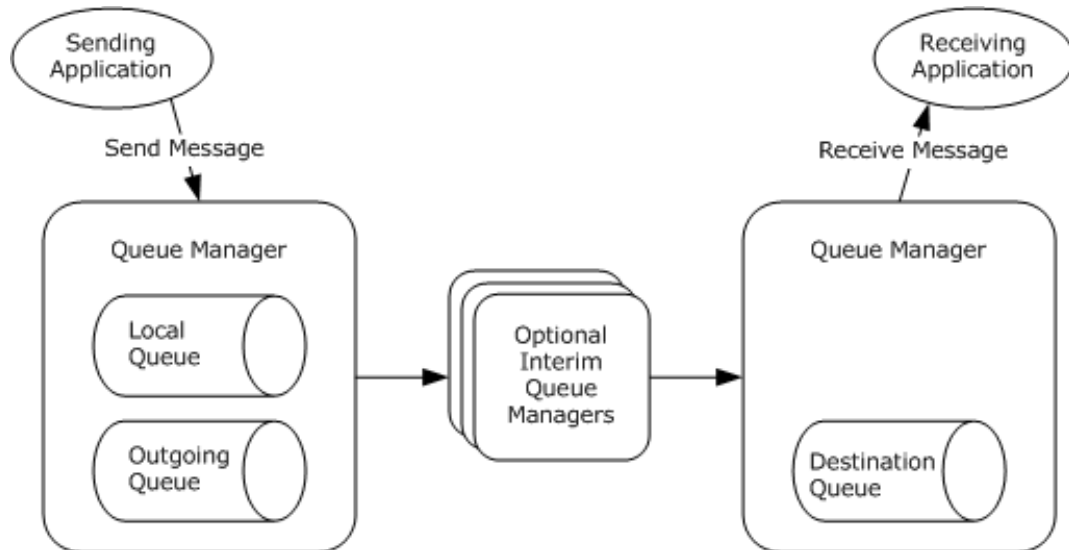 Sending
Application
Receiving
Application
Send Message
Receive Message
Queue Manager
Queue Manager
Local
Queue
Optional
Interim
Queue
Managers
Outgoing
Queue
Destination
Queue